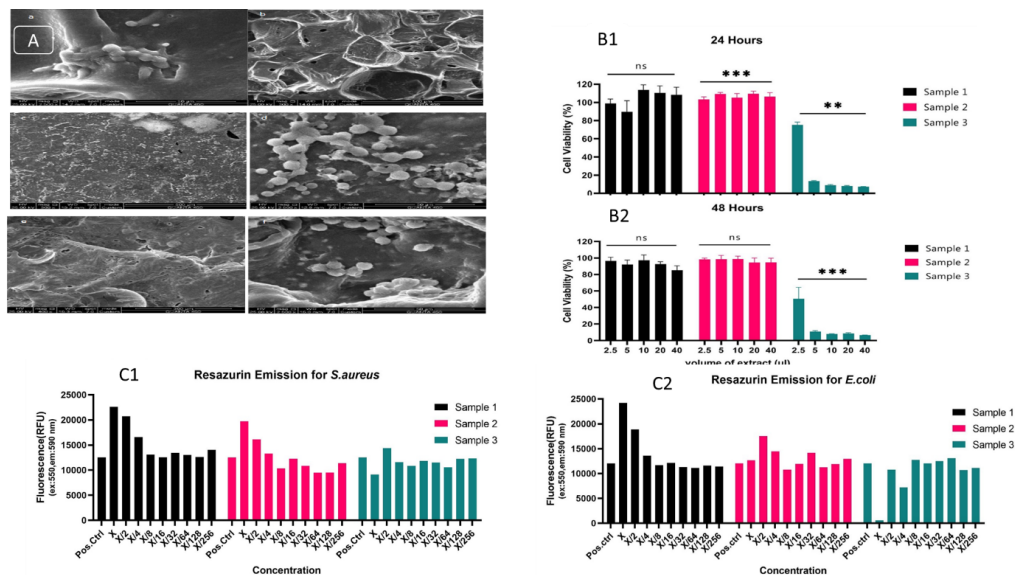 a
A
b
d
e
B1
24 Hours
ns
***
**
Cell Viability (%)
120
100
80
60
40
20
0
Sample 1
Sample 2
Sample 3
B2
48 Hours
ns
ns
***
Cell Viability (%)
120
100
80
60
40
20
0
2.5 5 10 20 40 2.5 5 10 20 40 2.5 5 10 20 40
volume of extract (ul)
Sample 1
Sample 2
Sample 3
C1
Resazurin Emission for S.aureus
Fluorescence(RFU)
(ex:550,em:590 nm)
25000
20000
15000
10000
5000
0
Pos.Ctrl X X/2 X/4 X/8 X/16 X/32 X/64 X/128 X/256 Pos.Ctrl X X/2 X/4 X/8 X/16 X/32 X/64 X/128 X/256 Pos.Ctrl X X/2 X/4 X/8 X/16 X/32 X/64 X/128 X/256
Concentration
Sample 1
Sample 2
Sample 3
C2
Resazurin Emission for E.coli
Fluorescence(RFU)
(ex:550,em:590 nm)
25000
20000
15000
10000
5000
0
Pos.Ctrl X X/2 X/4 X/8 X/16 X/32 X/64 X/128 X/256 Pos.Ctrl X X/2 X/4 X/8 X/16 X/32 X/64 X/128 X/256 Pos.Ctrl X X/2 X/4 X/8 X/16 X/32 X/64 X/128 X/256
Concentration
Sample 1
Sample 2
Sample 3